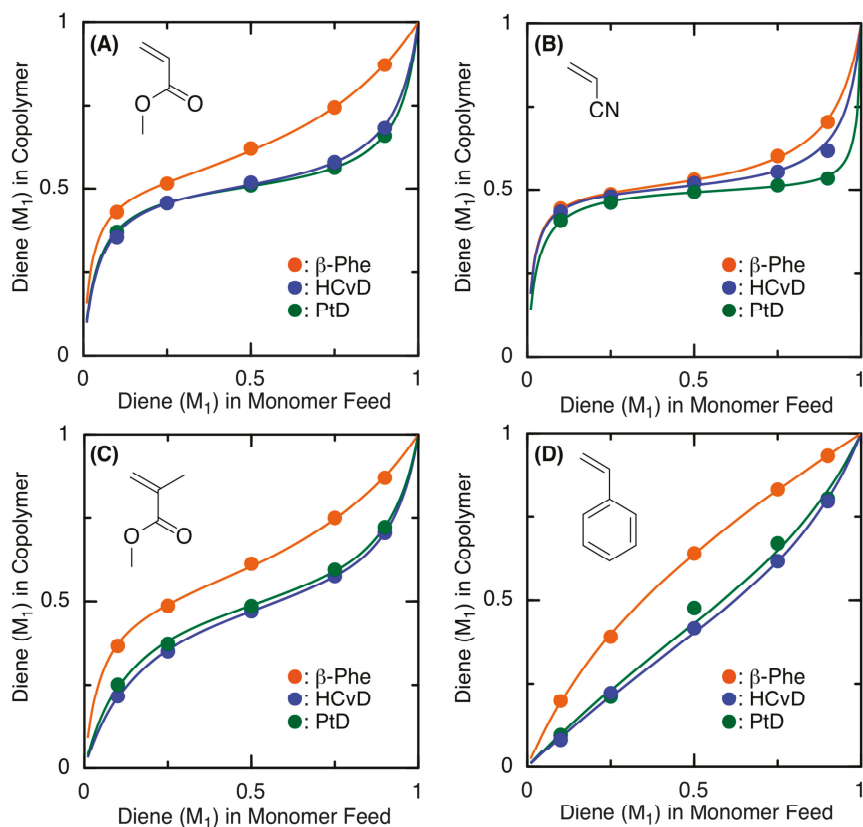 (A)
O
O
β-Phe
HCvD
PtD
1
0.5
0
0
0.5
1
Diene (M₁) in Copolymer
Diene (M₁) in Monomer Feed
(B)
CN
β-Phe
HCvD
PtD
1
0.5
0
0
0.5
1
Diene (M₁) in Copolymer
Diene (M₁) in Monomer Feed
(C)
O
O
β-Phe
HCvD
PtD
1
0.5
0
0
0.5
1
Diene (M₁) in Copolymer
Diene (M₁) in Monomer Feed
(D)
β-Phe
HCvD
PtD
1
0.5
0
0
0.5
1
Diene (M₁) in Copolymer
Diene (M₁) in Monomer Feed